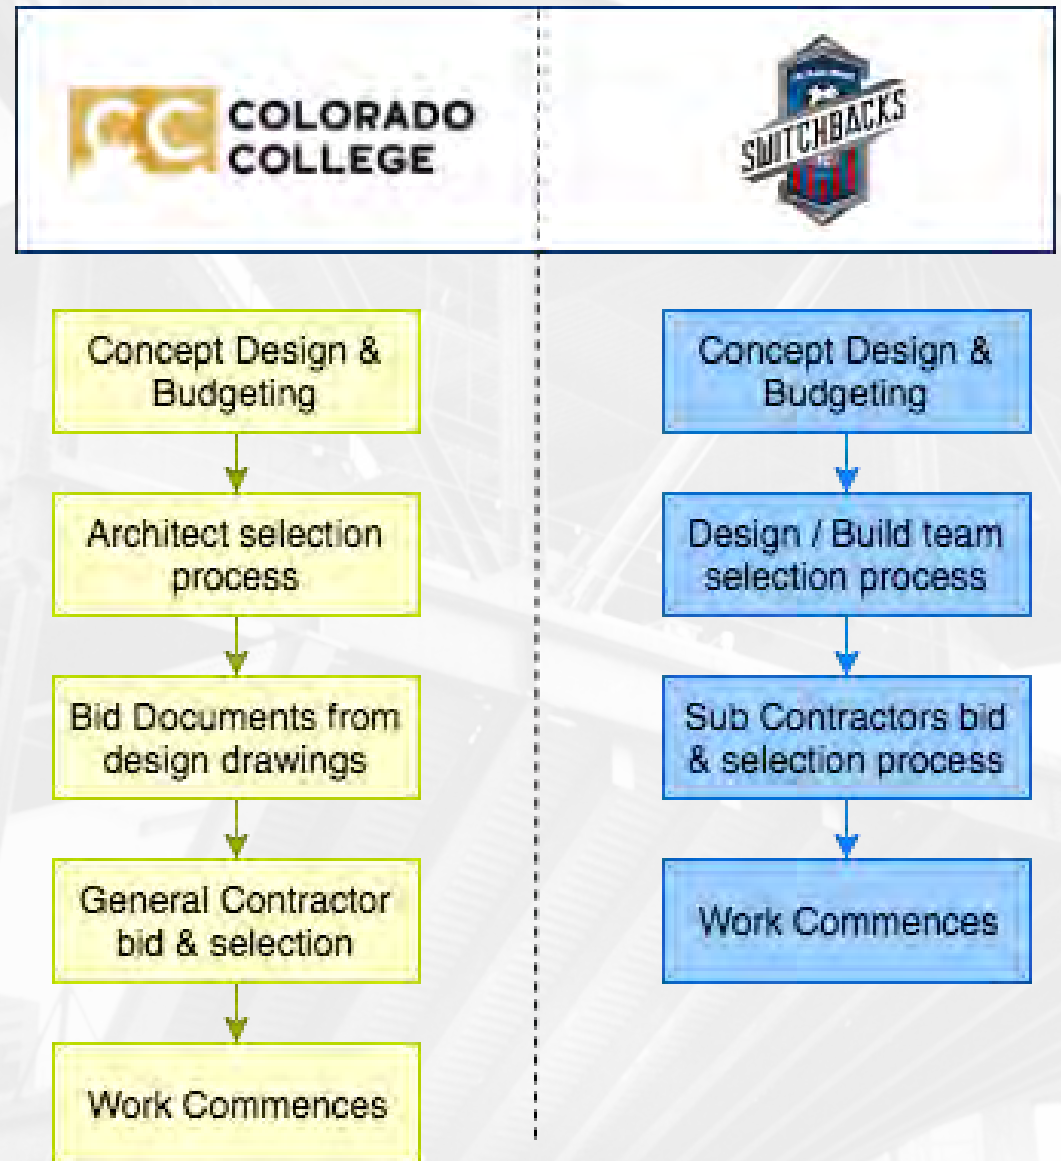 CC COLORADO
COLLEGE
SWITCHBACKS
Concept Design &
Budgeting
Architect selection
process
Bid Documents from
design drawings
General Contractor
bid & selection
Work Commences
Concept Design &
Budgeting
Design / Build team
selection process
Sub Contractors bid
& selection process
Work Commences